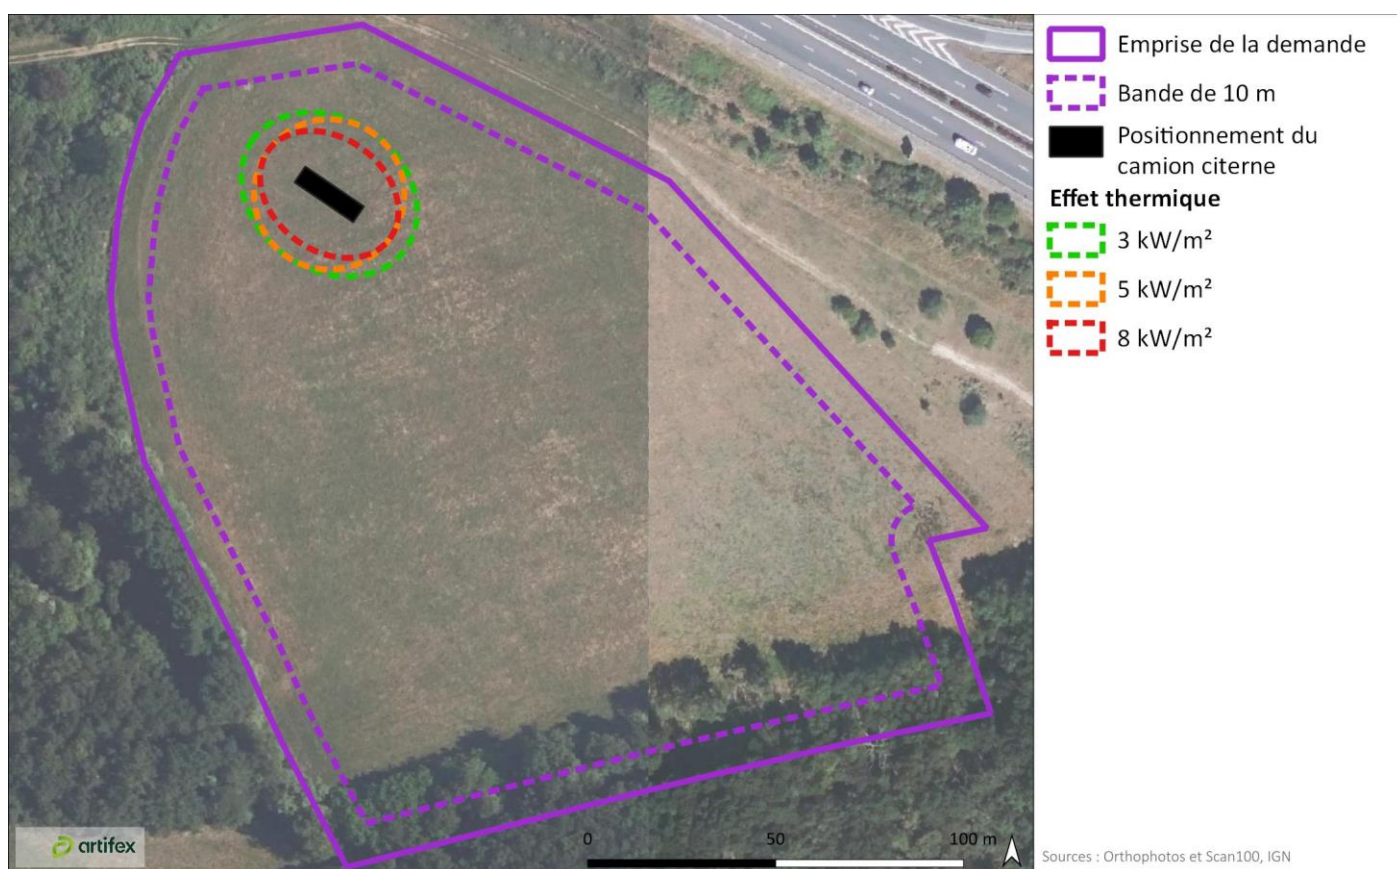 Emprise de la demande
Bande de 10 m
Positionnement du
camion citerne
Effet thermique
3 kW/m²
5 kW/m²
8 kW/m²
artifex
0 50 100 m
Sources : Orthophotos et Scan100, IGN